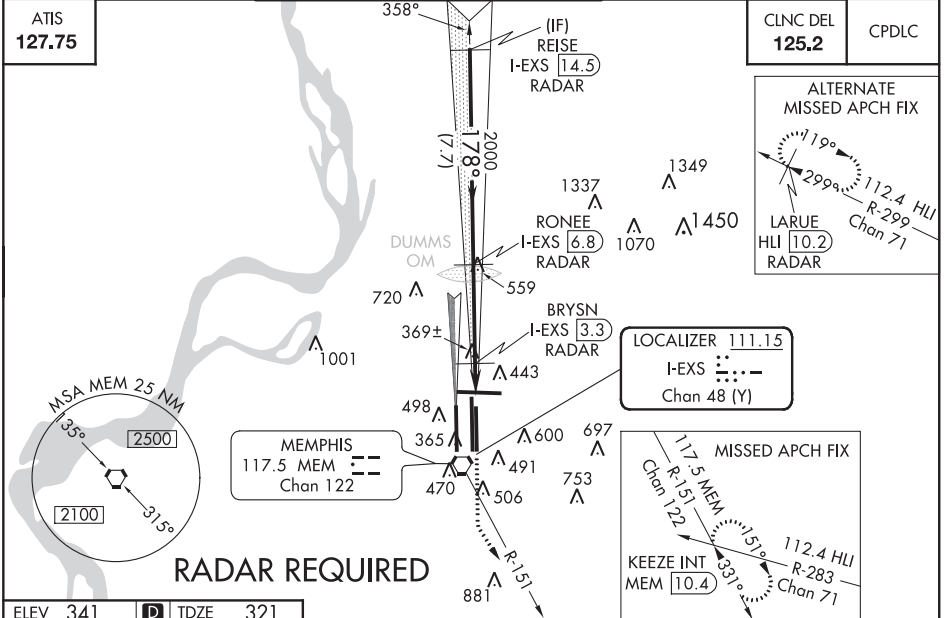 ATIS
127.75
CLNC DEL
125.2
CPDLC
358°
(IF)
REISE
I-EXS 14.5
RADAR
2000
178°
(7.7)
ALTERNATE
MISSED APCH FIX
119°
299°
112.4 HLI
R-299
Chan 71
LARUE
HLI 10.2
RADAR
1349
1337
1070
1450
RONEE
I-EXS 6.8
RADAR
DUMMS
OM
559
720
BRYSN
I-EXS 3.3
RADAR
369±
1001
443
LOCALIZER 111.15
I-EXS
Chan 48 (Y)
MSA MEM 25 NM
135°
2500
2100
315°
498
365
MEMPHIS
117.5 MEM
Chan 122
470
600
697
491
753
506
R-151
881
RADAR REQUIRED
MISSED APCH FIX
117.5 MEM
R-151
Chan 122
151°
331°
112.4 HLI
R-283
Chan 71
KEEZE INT
MEM 10.4
ELEV 341 D TDZE 321